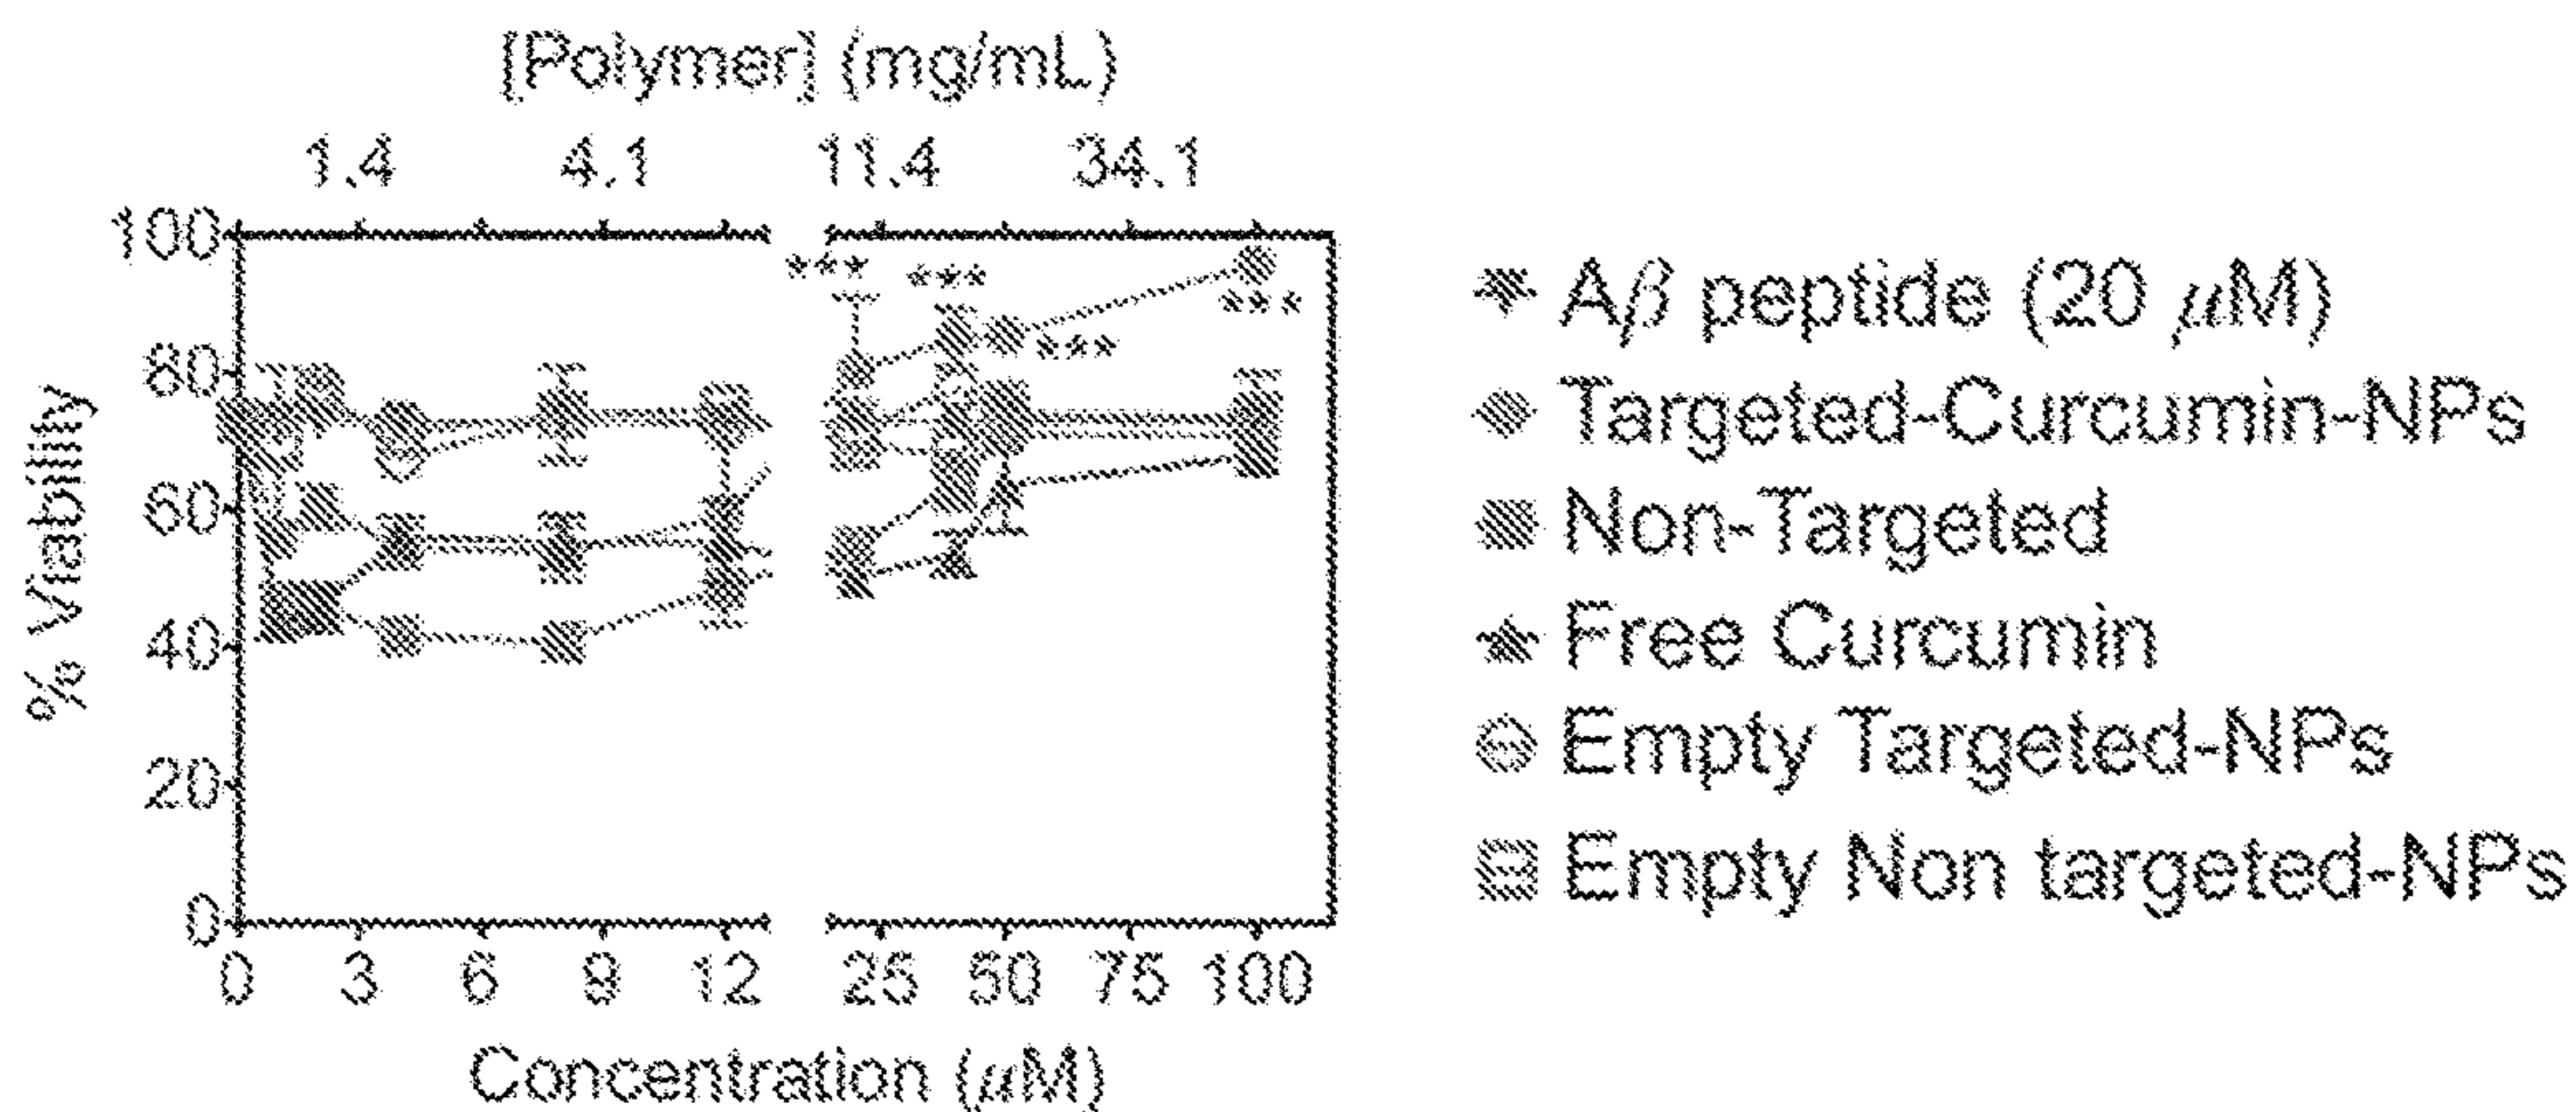 [Polymer] (mg/mL)
1.4 4.1 11.4 34.1
100
80
60
40
20
0
% Viability
*** ***
***
***
0 3 6 9 12 25 50 75 100
Concentration (μM)
Aβ peptide (20 μM)
Targeted-Curcumin-NPs
Non-Targeted
Free Curcumin
Empty Targeted-NPs
Empty Non targeted-NPs